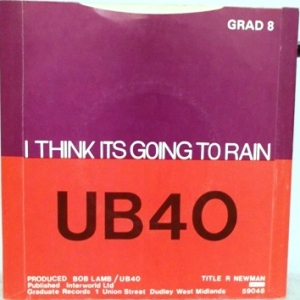 GRAD 8
I THINK ITS GOING TO RAIN
UB40
PRODUCED BOB LAMB/UB40 TITLE R NEWMAN
Published Interworld Ltd
Graduate Records 1 Union Street Dudley West Midlands 59048